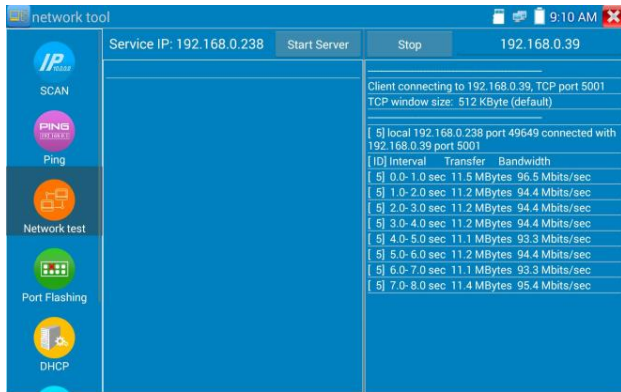 network tool
9:10 AM
Service IP: 192.168.0.238
Start Server
Stop
192.168.0.39
IP
SCAN
PING
Ping
Network test
Port Flashing
DHCP
Client connecting to 192.168.0.39, TCP port 5001
TCP window size: 512 KByte (default)
[ 5] local 192.168.0.238 port 49649 connected with
192.168.0.39 port 5001
[ID] Interval Transfer Bandwidth
[ 5] 0.0- 1.0 sec 11.5 MBytes 96.5 Mbits/sec
[ 5] 1.0- 2.0 sec 11.2 MBytes 94.4 Mbits/sec
[ 5] 2.0- 3.0 sec 11.2 MBytes 94.4 Mbits/sec
[ 5] 3.0- 4.0 sec 11.2 MBytes 94.4 Mbits/sec
[ 5] 4.0- 5.0 sec 11.1 MBytes 93.3 Mbits/sec
[ 5] 5.0- 6.0 sec 11.2 MBytes 94.4 Mbits/sec
[ 5] 6.0- 7.0 sec 11.1 MBytes 93.3 Mbits/sec
[ 5] 7.0- 8.0 sec 11.4 MBytes 95.4 Mbits/sec